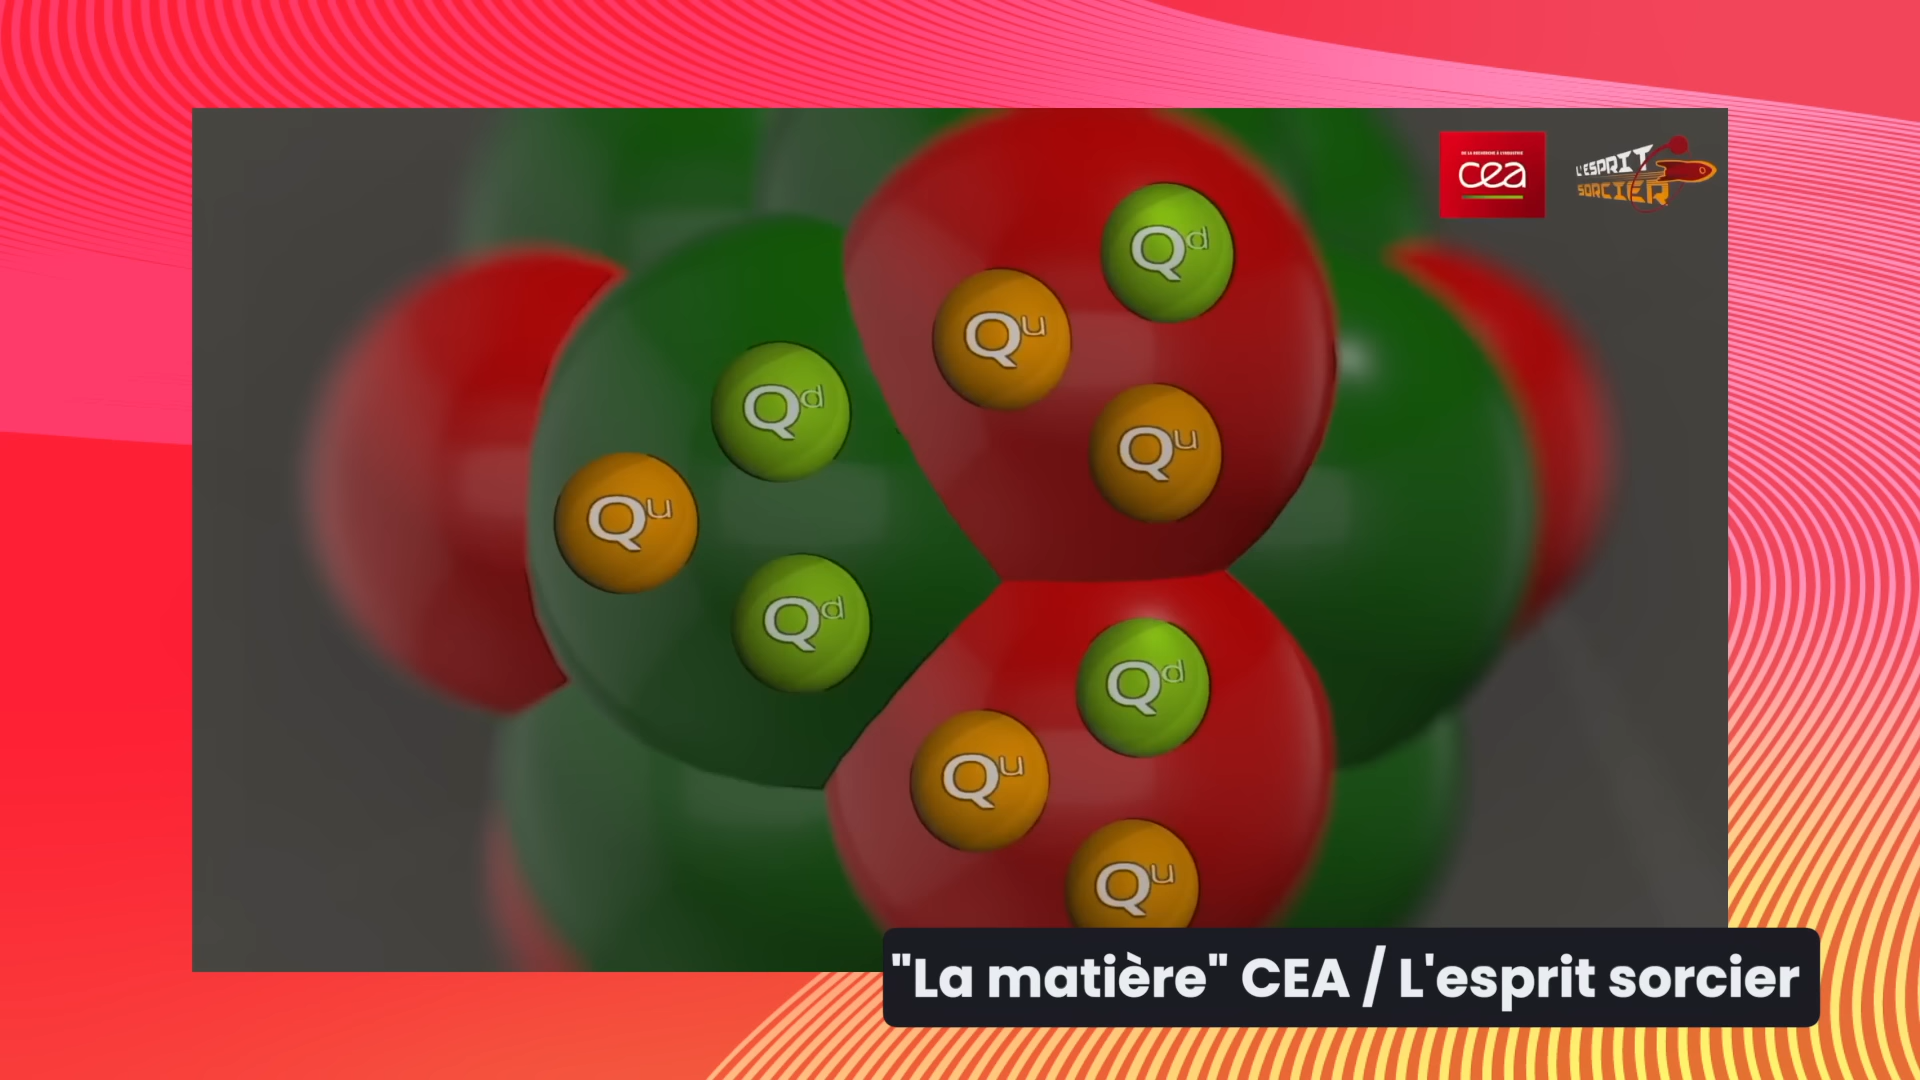 cea
L'ESPRIT
SORCIER
Qd
Qu
Qd
Qu
Qu
Qd
Qd
Qu
Qu
"La matière" CEA / L'esprit sorcier